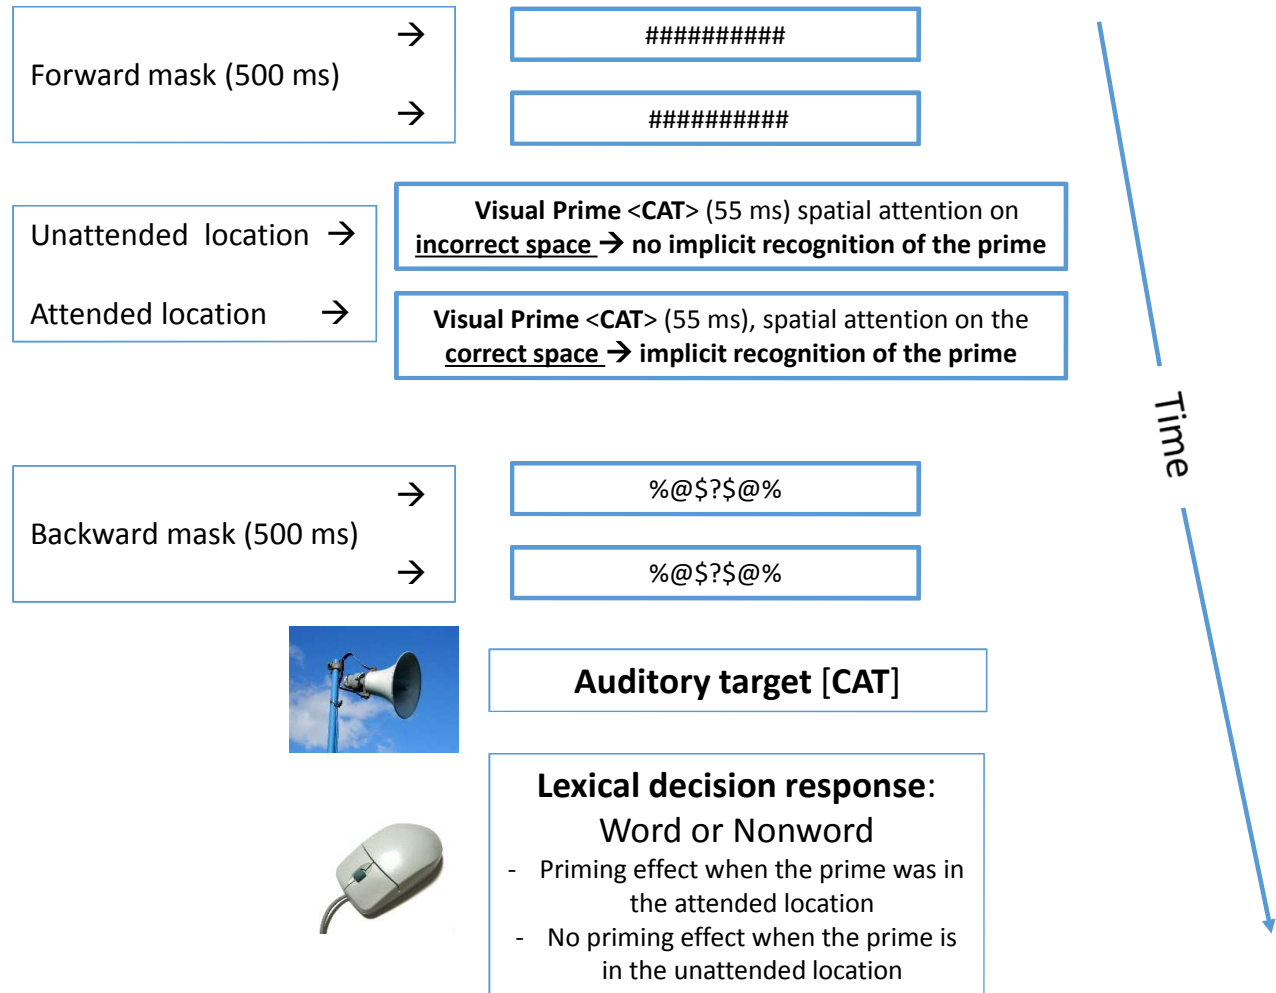 →
##########
Forward mask (500 ms)
→
##########
Unattended location →
Visual Prime <CAT> (55 ms) spatial attention on
incorrect space → no implicit recognition of the prime
Attended location →
Visual Prime <CAT> (55 ms), spatial attention on the
correct space → implicit recognition of the prime
Time
→
%@$?$@%
Backward mask (500 ms)
→
%@$?$@%
Auditory target [CAT]
Lexical decision response:
Word or Nonword
- Priming effect when the prime was in
the attended location
- No priming effect when the prime is
in the unattended location